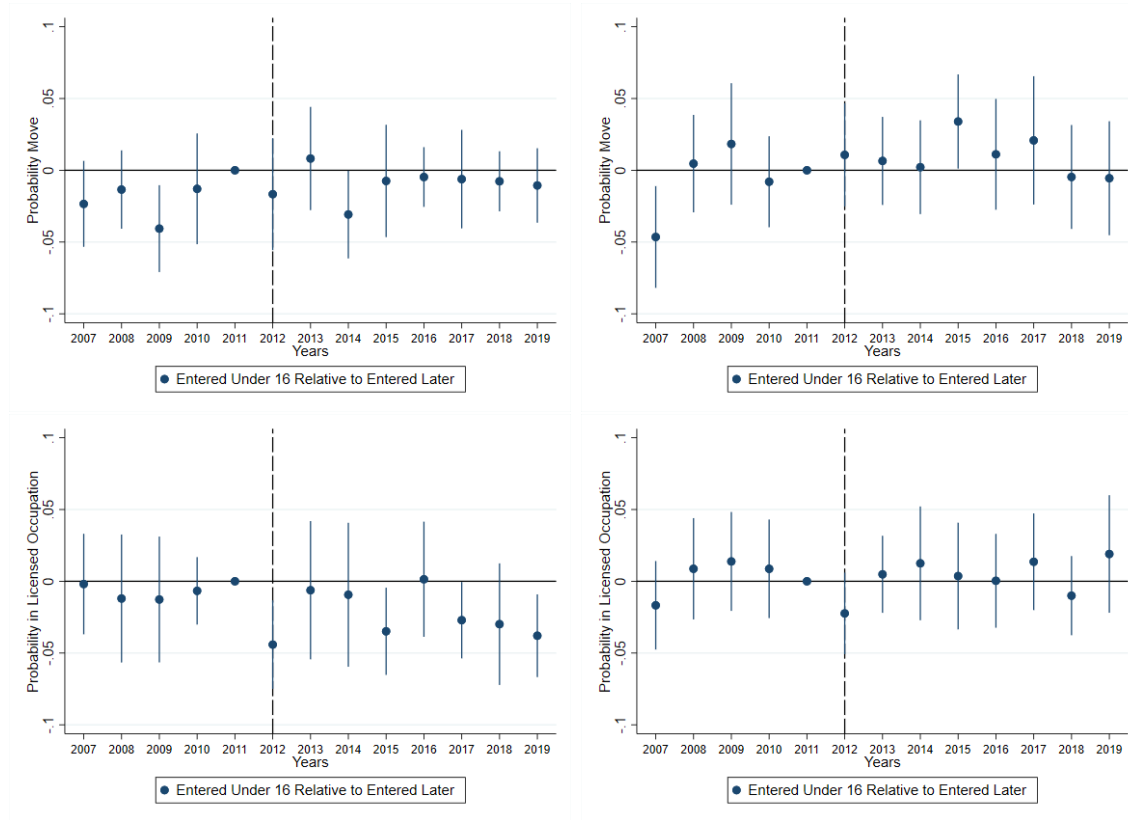 .1
.05
0
-.05
-.1
Probability Move
2007 2008 2009 2010 2011 2012 2013 2014 2015 2016 2017 2018 2019
Years
Entered Under 16 Relative to Entered Later
.1
.05
0
-.05
-.1
Probability Move
2007 2008 2009 2010 2011 2012 2013 2014 2015 2016 2017 2018 2019
Years
Entered Under 16 Relative to Entered Later
.1
.05
0
-.05
-.1
Probability in Licensed Occupation
2007 2008 2009 2010 2011 2012 2013 2014 2015 2016 2017 2018 2019
Years
Entered Under 16 Relative to Entered Later
.1
.05
0
-.05
-.1
Probability in Licensed Occupation
2007 2008 2009 2010 2011 2012 2013 2014 2015 2016 2017 2018 2019
Years
Entered Under 16 Relative to Entered Later